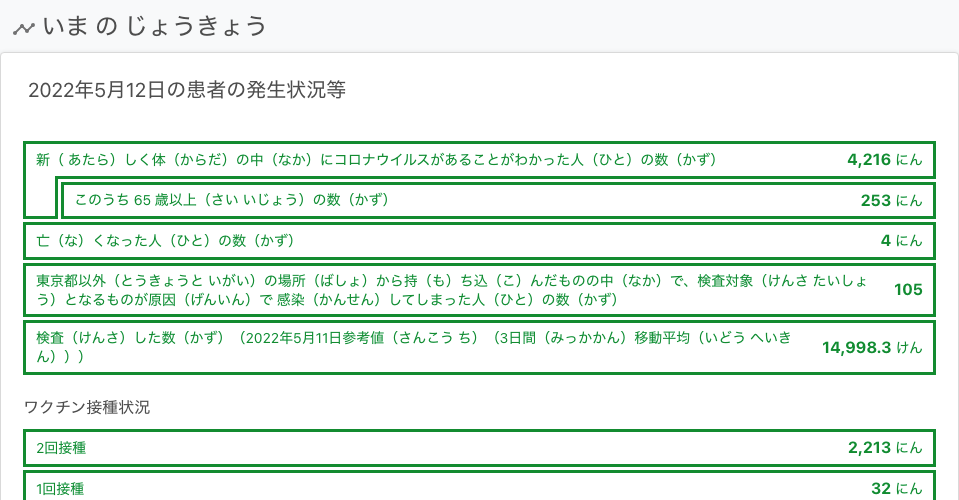 いま の じょうきょう
2022年5月12日の患者の発生状況等
新（ あたら）しく体（からだ）の中（なか）にコロナウイルスがあることがわかった人（ひと）の数（かず） 4,216 にん
このうち 65 歳以上（さい いじょう）の数（かず） 253 にん
亡（な）くなった人（ひと）の数（かず） 4 にん
東京都以外（とうきょうと いがい）の場所（ばしょ）から持（も）ち込（こ）んだものの中（なか）で、検査対象（けんさ たいしょ
う）となるものが原因（げんいん）で 感染（かんせん）してしまった人（ひと）の数（かず） 105
検査（けんさ）した数（かず）（2022年5月11日参考値（さんこう ち）（3日間（みっかかん）移動平均（いどう へいき
ん））） 14,998.3 けん
ワクチン接種状況
2回接種 2,213 にん
1回接種 32 にん